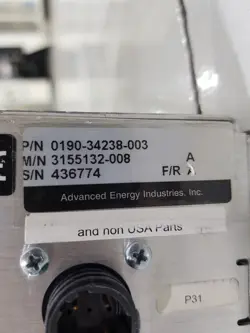 P/N 0190-34238-003
M/N 3155132-008 A
S/N 436774 F/R A
Advanced Energy Industries, Inc.
and non USA Parts
P31